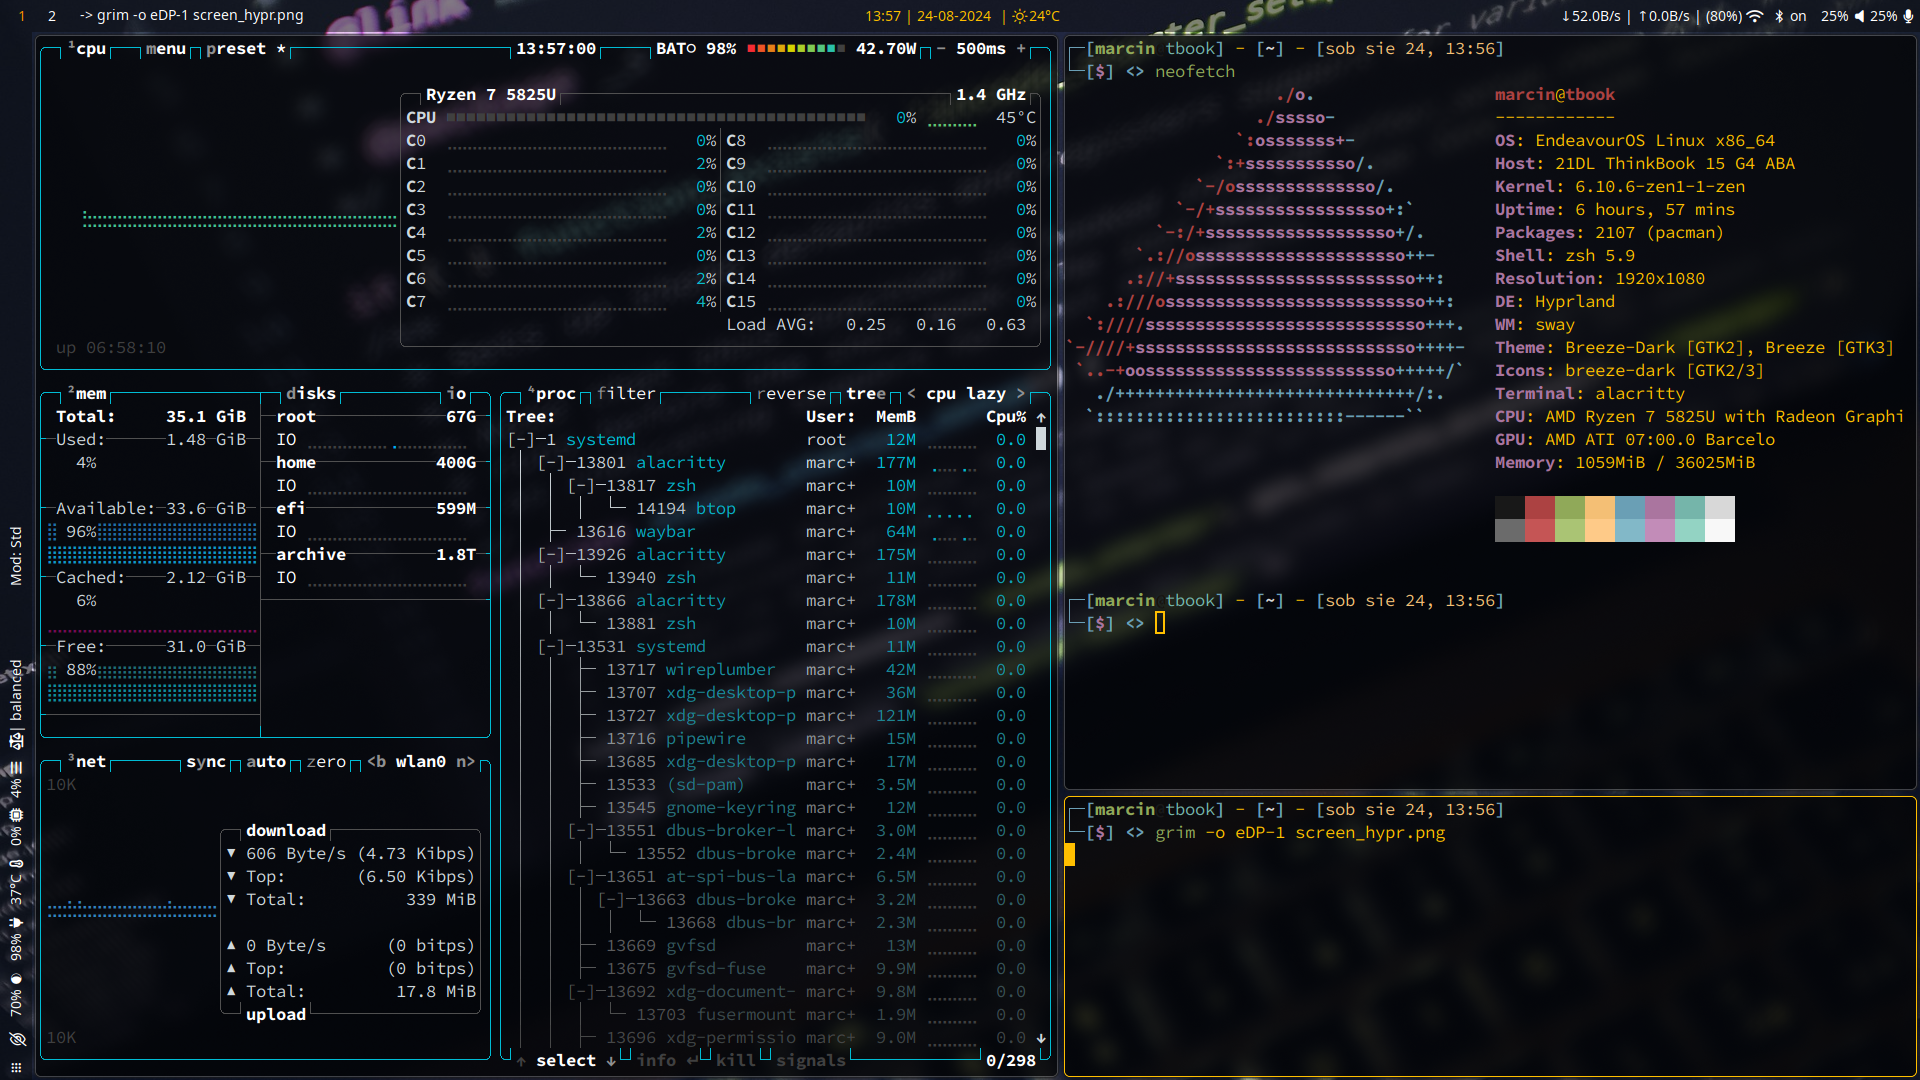 1 2 -> grim -o eDP-1 screen_hypr.png
13:57 | 24-08-2024 | 24°C
↓52.0B/s | ↑0.0B/s | (80%) on 25% 25%
¹cpu menu preset * 13:57:00 BAT○ 98% 42.70W - 500ms +
Ryzen 7 5825U 1.4 GHz
CPU 0% 45°C
C0 0% C8 0%
C1 2% C9 0%
C2 0% C10 0%
C3 0% C11 0%
C4 2% C12 0%
C5 0% C13 0%
C6 2% C14 0%
C7 4% C15 0%
Load AVG: 0.25 0.16 0.63
up 06:58:10
²mem disks io
Total: 35.1 GiB
Used: 1.48 GiB
4%
Available: 33.6 GiB
96%
Cached: 2.12 GiB
6%
Free: 31.0 GiB
88%
root 67G
IO
home 400G
IO
efi 599M
IO
archive 1.8T
IO
³net sync auto zero <b wlan0 n>
10K
download
▼ 606 Byte/s (4.73 Kibps)
▼ Top: (6.50 Kibps)
▼ Total: 339 MiB
▲ 0 Byte/s (0 bitps)
▲ Top: (0 bitps)
▲ Total: 17.8 MiB
upload
10K
⁴proc filter reverse tree < cpu lazy >
Tree: User: MemB Cpu% ↑
[-]─1 systemd root 12M 0.0
[-]─13801 alacritty marc+ 177M 0.0
[-]─13817 zsh marc+ 10M 0.0
└─ 14194 btop marc+ 10M 0.0
├─ 13616 waybar marc+ 64M 0.0
[-]─13926 alacritty marc+ 175M 0.0
└─ 13940 zsh marc+ 11M 0.0
[-]─13866 alacritty marc+ 178M 0.0
└─ 13881 zsh marc+ 10M 0.0
[-]─13531 systemd marc+ 11M 0.0
├─ 13717 wireplumber marc+ 42M 0.0
├─ 13707 xdg-desktop-p marc+ 36M 0.0
├─ 13727 xdg-desktop-p marc+ 121M 0.0
├─ 13716 pipewire marc+ 15M 0.0
├─ 13685 xdg-desktop-p marc+ 17M 0.0
├─ 13533 (sd-pam) marc+ 3.5M 0.0
├─ 13545 gnome-keyring marc+ 12M 0.0
[-]─13551 dbus-broker-l marc+ 3.0M 0.0
└─ 13552 dbus-broke marc+ 2.4M 0.0
[-]─13651 at-spi-bus-la marc+ 6.5M 0.0
[-]─13663 dbus-broke marc+ 3.2M 0.0
└─ 13668 dbus-br marc+ 2.3M 0.0
├─ 13669 gvfsd marc+ 13M 0.0
├─ 13675 gvfsd-fuse marc+ 9.9M 0.0
[-]─13692 xdg-document- marc+ 9.8M 0.0
└─ 13703 fusermount marc+ 1.9M 0.0
├─ 13696 xdg-permissio marc+ 9.0M 0.0 ↓
↑ select ↓ info ↵ kill signals 0/298
[marcin tbook] - [~] - [sob sie 24, 13:56]
[$] <> neofetch
./o.
./sssso-
`:osssssss+-
`:+sssssssssso/.
`-/ossssssssssssso/.
`-/+sssssssssssssssso+:`
`-:/+sssssssssssssssssso+/.
`.://osssssssssssssssssssso++-
.://+ssssssssssssssssssssssso++:
.:///ossssssssssssssssssssssssso++:
`:////ssssssssssssssssssssssssssso+++.
`-////+ssssssssssssssssssssssssssso++++-
`..-+oosssssssssssssssssssssssso+++++/`
./++++++++++++++++++++++++++++++/:.
`:::::::::::::::::::::::::------``
marcin@tbook
------------
OS: EndeavourOS Linux x86_64
Host: 21DL ThinkBook 15 G4 ABA
Kernel: 6.10.6-zen1-1-zen
Uptime: 6 hours, 57 mins
Packages: 2107 (pacman)
Shell: zsh 5.9
Resolution: 1920x1080
DE: Hyprland
WM: sway
Theme: Breeze-Dark [GTK2], Breeze [GTK3]
Icons: breeze-dark [GTK2/3]
Terminal: alacritty
CPU: AMD Ryzen 7 5825U with Radeon Graphi
GPU: AMD ATI 07:00.0 Barcelo
Memory: 1059MiB / 36025MiB
[marcin tbook] - [~] - [sob sie 24, 13:56]
[$] <>
[marcin tbook] - [~] - [sob sie 24, 13:56]
[$] <> grim -o eDP-1 screen_hypr.png
70% 98% 37°C 0% 4% | balanced Mod: Std